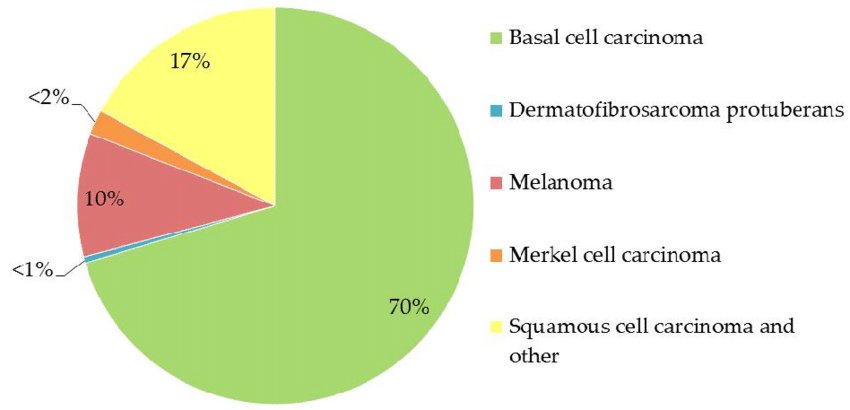 17%
<2%
10%
<1%
70%
Basal cell carcinoma
Dermatofibrosarcoma protuberans
Melanoma
Merkel cell carcinoma
Squamous cell carcinoma and
other